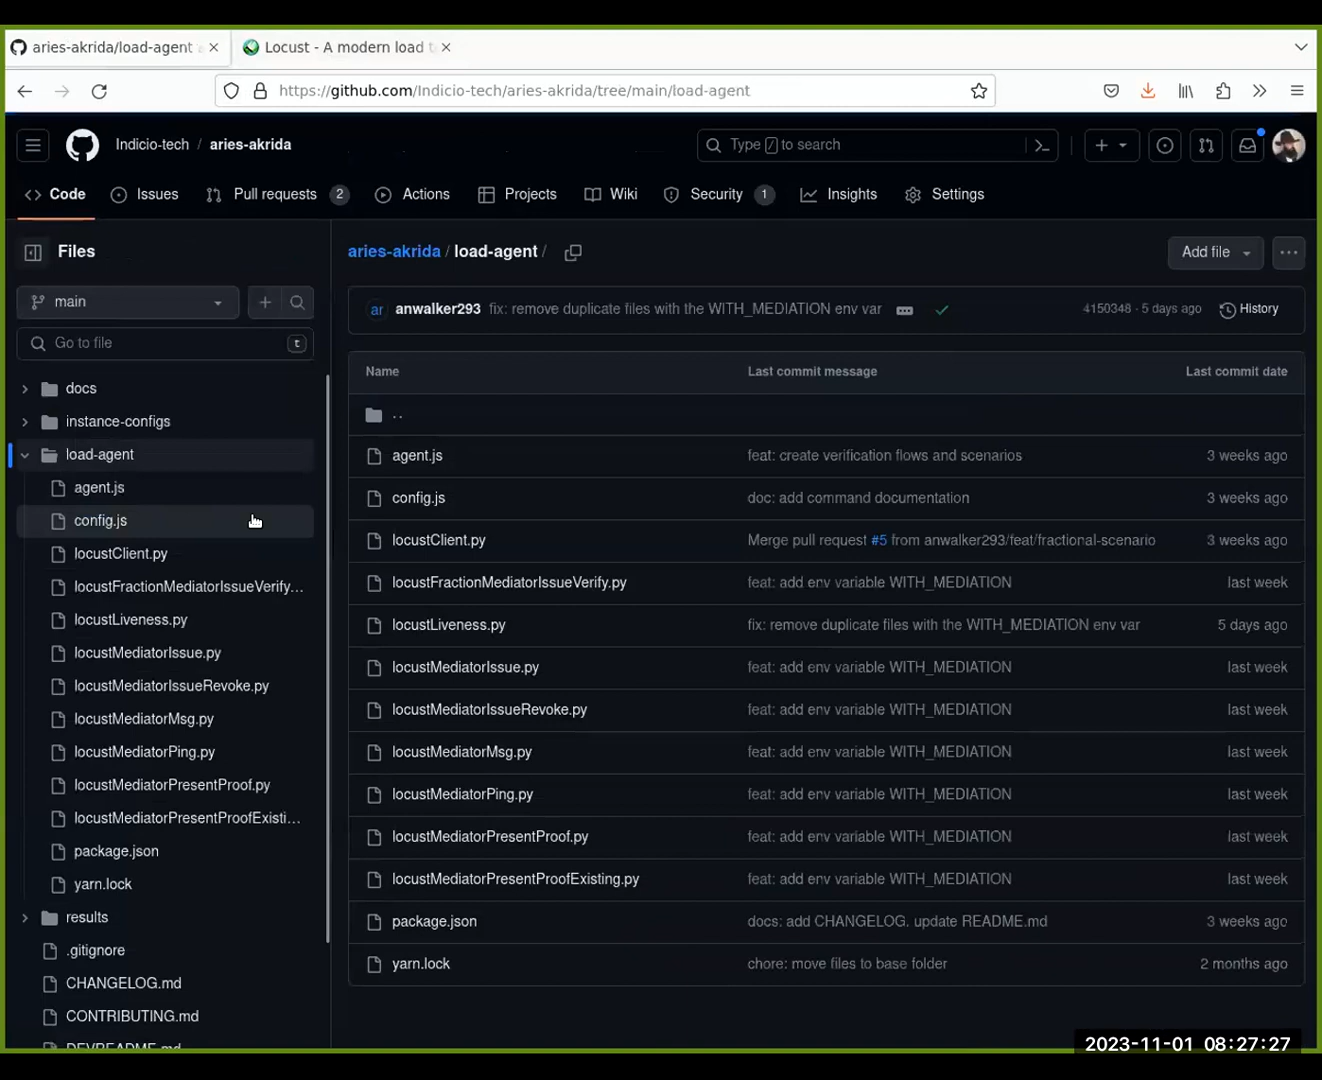 aries-akrida/load-agent
Locust - A modern load t
https://github.com/Indicio-tech/aries-akrida/tree/main/load-agent
Indicio-tech / aries-akrida
Type / to search
Code
Issues
Pull requests 2
Actions
Projects
Wiki
Security 1
Insights
Settings
Files
main
Go to file
t
docs
instance-configs
load-agent
agent.js
config.js
locustClient.py
locustFractionMediatorIssueVerify...
locustLiveness.py
locustMediatorIssue.py
locustMediatorIssueRevoke.py
locustMediatorMsg.py
locustMediatorPing.py
locustMediatorPresentProof.py
locustMediatorPresentProofExisti...
package.json
yarn.lock
results
.gitignore
CHANGELOG.md
CONTRIBUTING.md
DEVREADME.md
aries-akrida / load-agent /
Add file
ar anwalker293 fix: remove duplicate files with the WITH_MEDIATION env var
4150348 · 5 days ago
History
Name Last commit message Last commit date
..
agent.js feat: create verification flows and scenarios 3 weeks ago
config.js doc: add command documentation 3 weeks ago
locustClient.py Merge pull request #5 from anwalker293/feat/fractional-scenario 3 weeks ago
locustFractionMediatorIssueVerify.py feat: add env variable WITH_MEDIATION last week
locustLiveness.py fix: remove duplicate files with the WITH_MEDIATION env var 5 days ago
locustMediatorIssue.py feat: add env variable WITH_MEDIATION last week
locustMediatorIssueRevoke.py feat: add env variable WITH_MEDIATION last week
locustMediatorMsg.py feat: add env variable WITH_MEDIATION last week
locustMediatorPing.py feat: add env variable WITH_MEDIATION last week
locustMediatorPresentProof.py feat: add env variable WITH_MEDIATION last week
locustMediatorPresentProofExisting.py feat: add env variable WITH_MEDIATION last week
package.json docs: add CHANGELOG. update README.md 3 weeks ago
yarn.lock chore: move files to base folder 2 months ago
2023-11-01 08:27:27